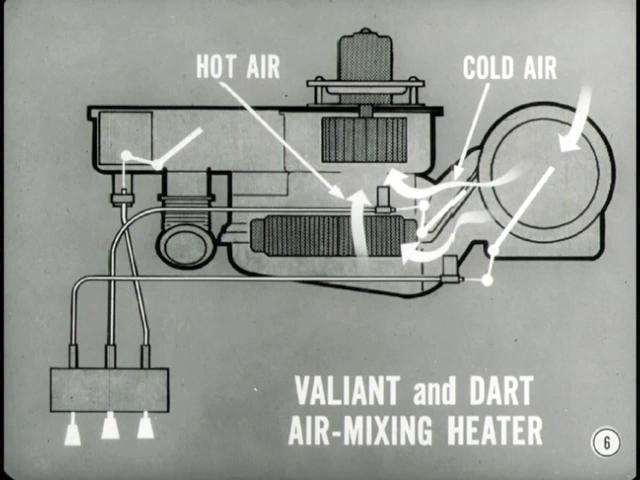 HOT AIR
COLD AIR
VALIANT and DART
AIR-MIXING HEATER
6